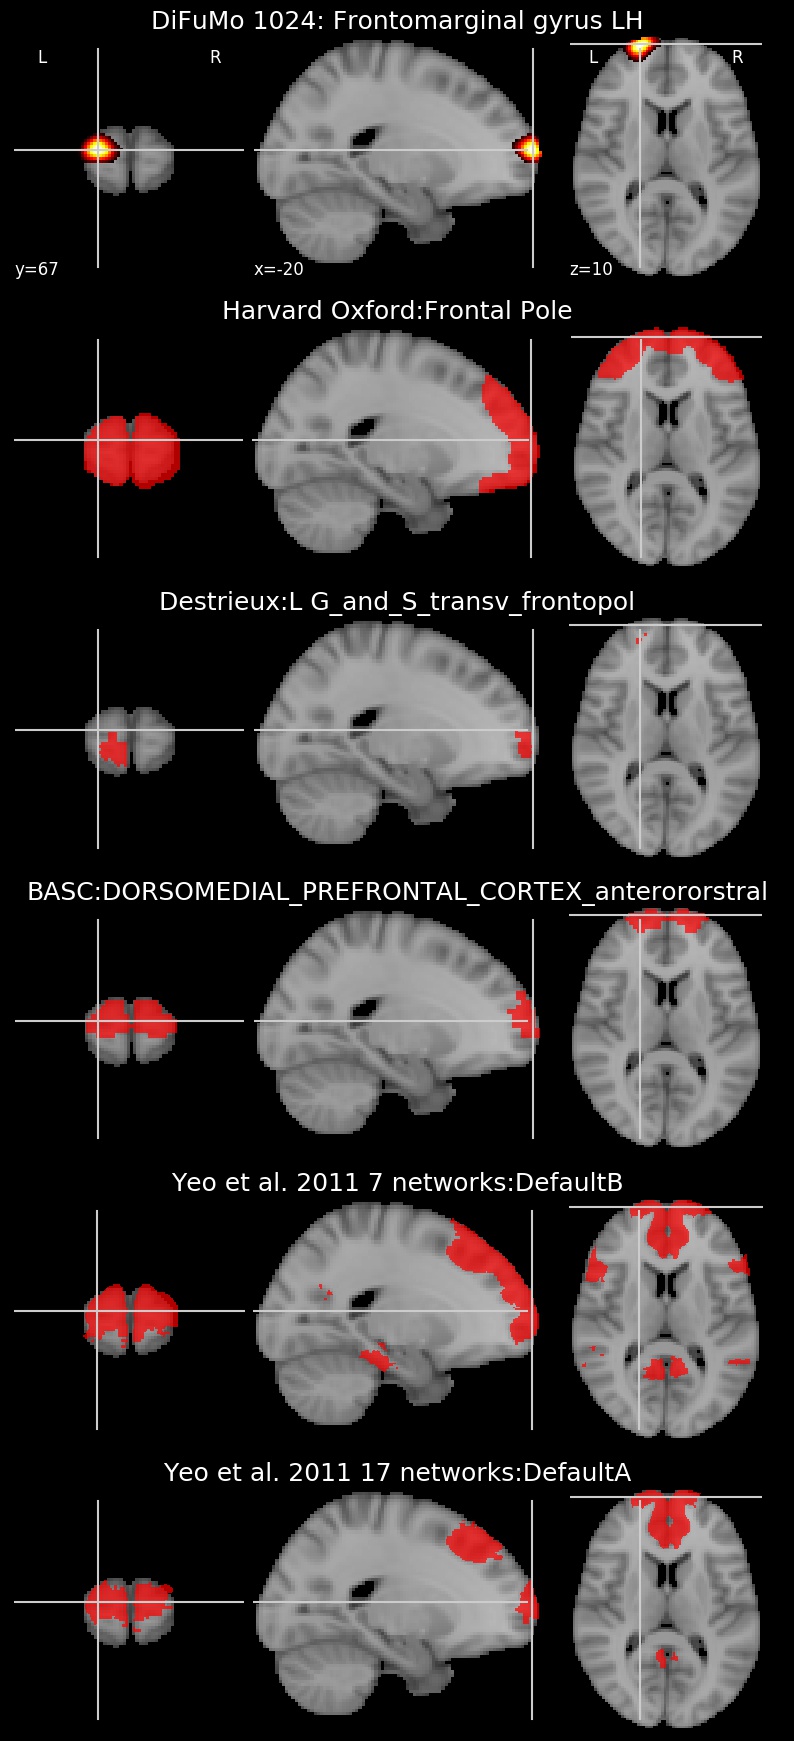 DiFuMo 1024: Frontomarginal gyrus LH
L R L R
y=67 x=-20 z=10
Harvard Oxford:Frontal Pole
Destrieux:L G_and_S_transv_frontopol
BASC:DORSOMEDIAL_PREFRONTAL_CORTEX_anterororstral
Yeo et al. 2011 7 networks:DefaultB
Yeo et al. 2011 17 networks:DefaultA